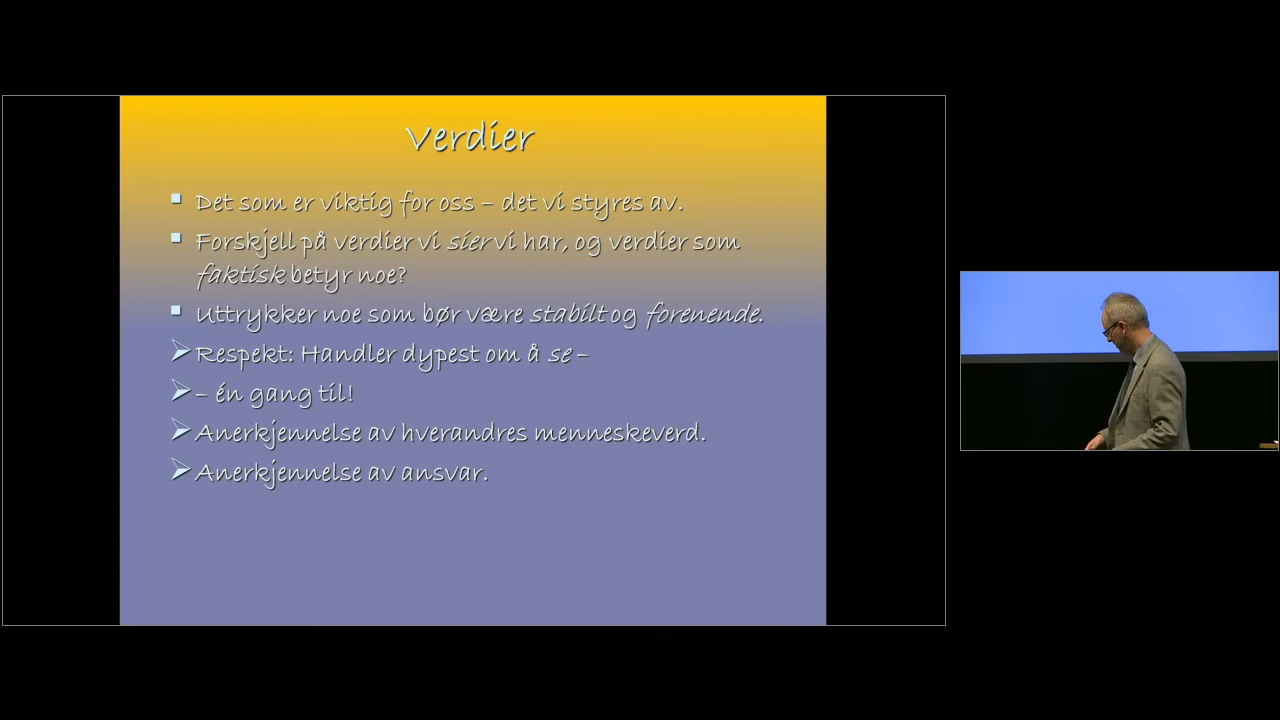 Verdier
Det som er viktig for oss – det vi styres av.
Forskjell på verdier vi sier vi har, og verdier som
faktisk betyr noe?
Uttrykker noe som bør være stabilt og forenende.
Respekt: Handler dypest om å se –
– én gang til!
Anerkjennelse av hverandres menneskeverd.
Anerkjennelse av ansvar.